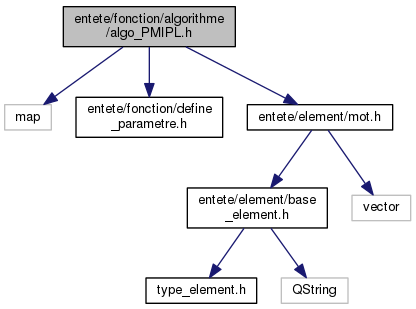 entete/fonction/algorithme
/algo_PMIPL.h
map
entete/fonction/define
_parametre.h
entete/element/mot.h
entete/element/base
_element.h
vector
type_element.h
QString